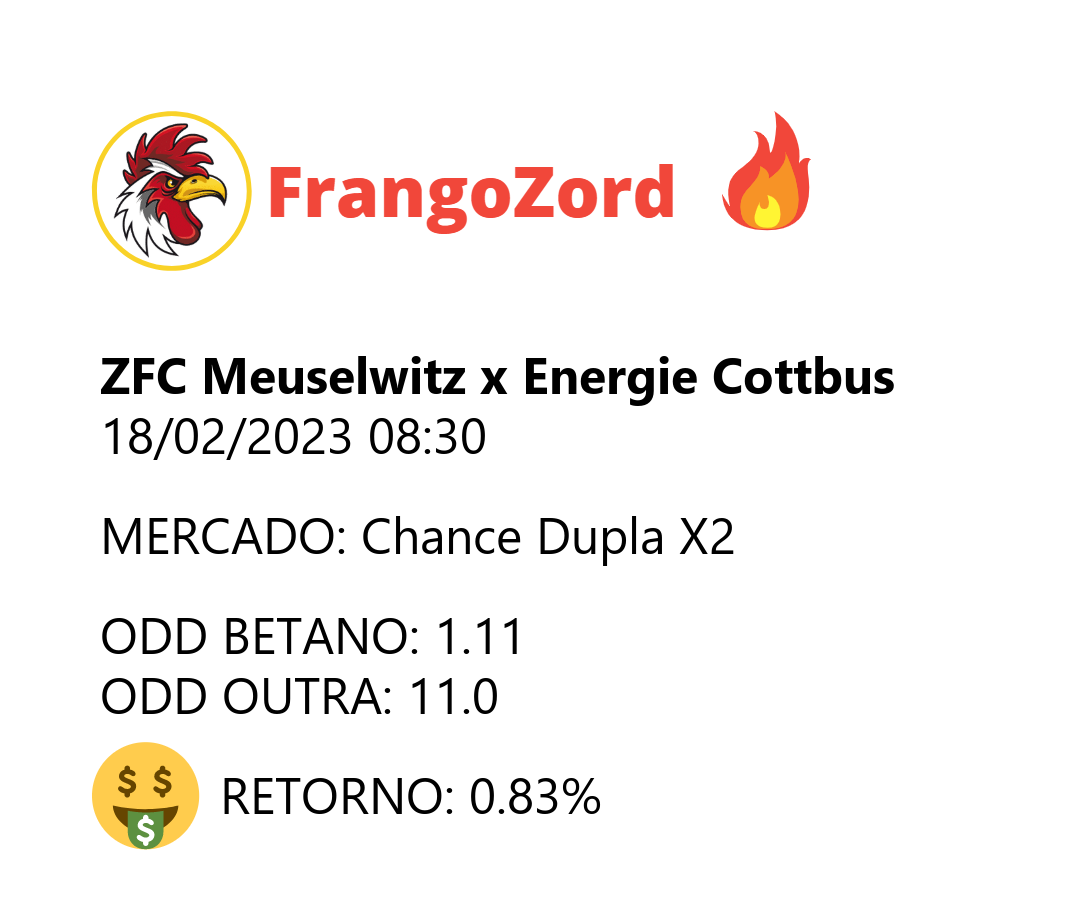 FrangoZord
ZFC Meuselwitz x Energie Cottbus
18/02/2023 08:30
MERCADO: Chance Dupla X2
ODD BETANO: 1.11
ODD OUTRA: 11.0
$ $
$
RETORNO: 0.83%